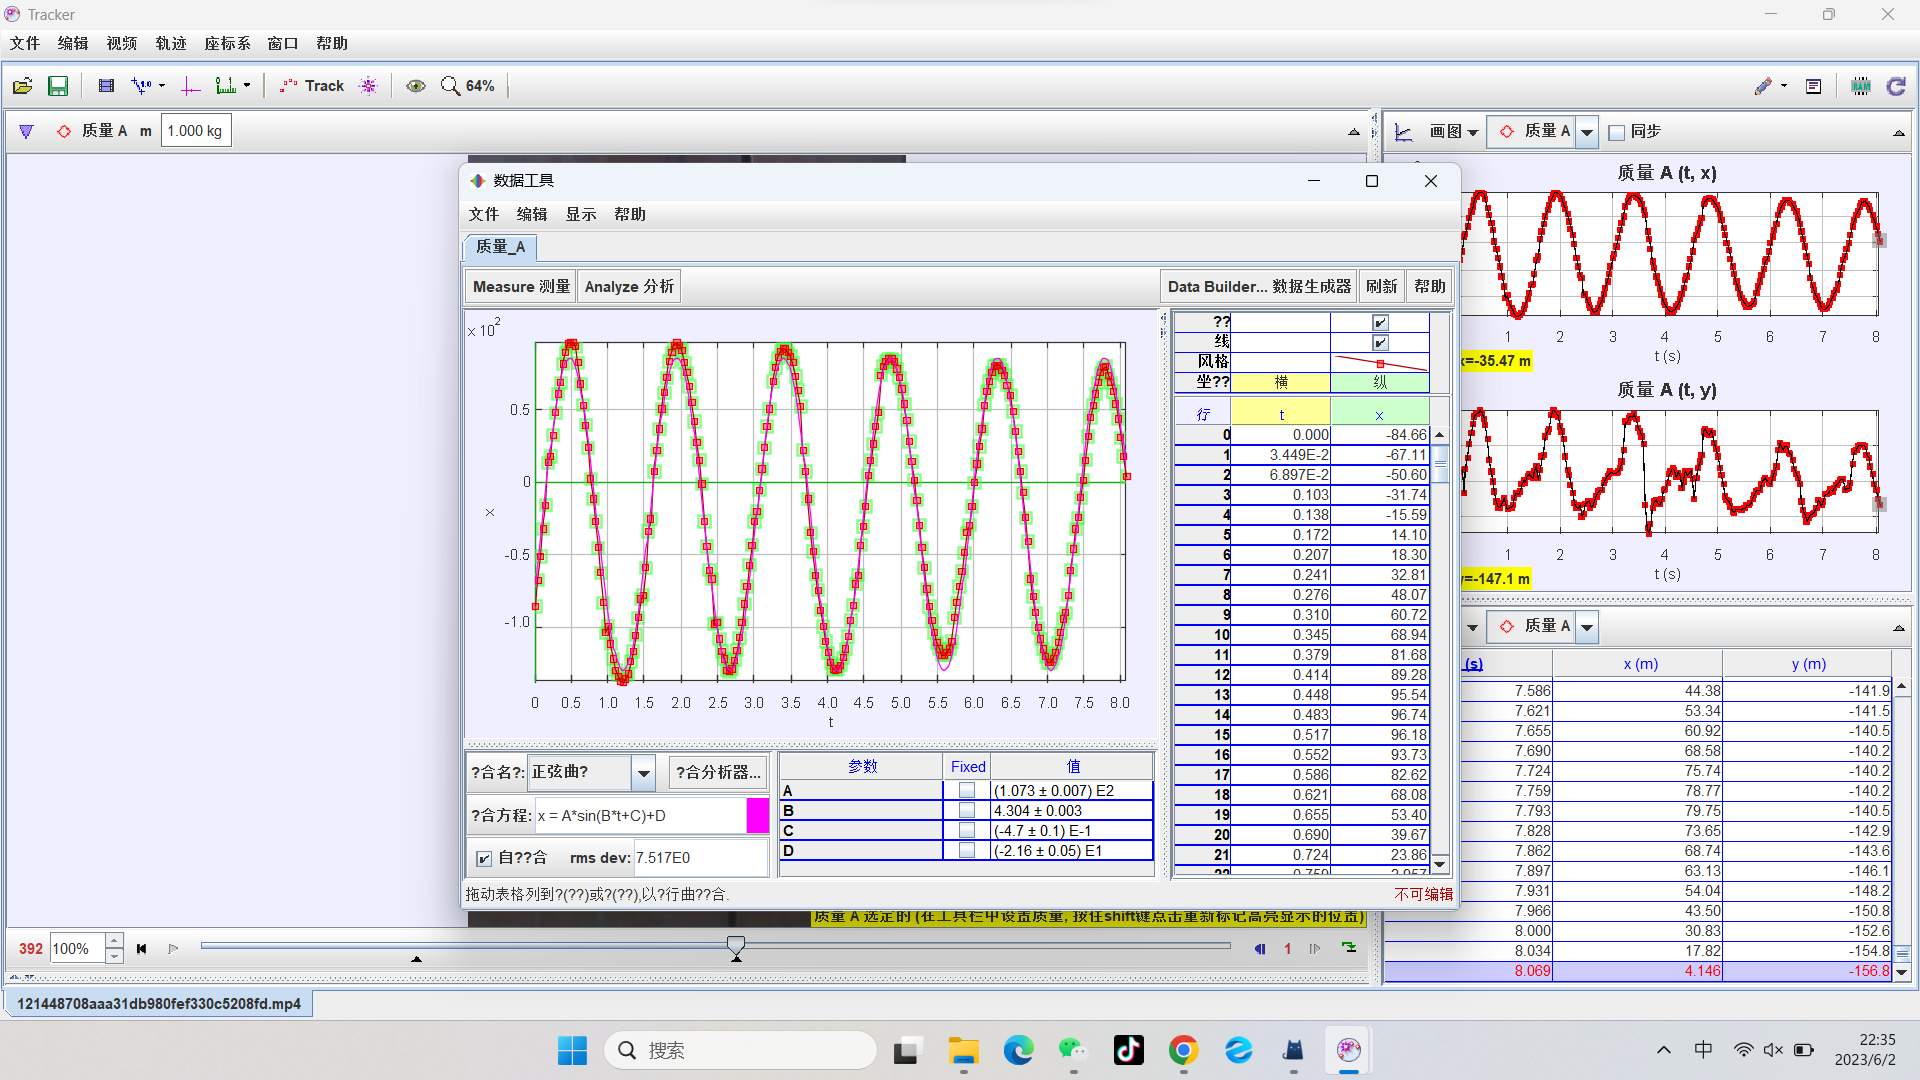 Tracker
文件 编辑 视频 轨迹 座标系 窗口 帮助
Track 64%
质量 A m 1.000 kg
画图 质量 A 同步
质量 A (t, x)
1 2 3 4 5 6 7 8
t (s)
x=-35.47 m
质量 A (t, y)
1 2 3 4 5 6 7 8
t (s)
y=-147.1 m
质量 A
(s) x (m) y (m)
7.586 44.38 -141.9
7.621 53.34 -141.5
7.655 60.92 -140.5
7.690 68.58 -140.2
7.724 75.74 -140.2
7.759 78.77 -140.2
7.793 79.75 -140.5
7.828 73.65 -142.9
7.862 68.74 -143.6
7.897 63.13 -146.1
7.931 54.04 -148.2
7.966 43.50 -150.8
8.000 30.83 -152.6
8.034 17.82 -154.8
8.069 4.146 -156.8
数据工具
文件 编辑 显示 帮助
质量_A
Measure 测量 Analyze 分析 Data Builder... 数据生成器 刷新 帮助
x 10²
0.5
0
-0.5
-1.0
x
0 0.5 1.0 1.5 2.0 2.5 3.0 3.5 4.0 4.5 5.0 5.5 6.0 6.5 7.0 7.5 8.0
t
??
线
风格
坐?? 横 纵
行 t x
0 0.000 -84.66
1 3.449E-2 -67.11
2 6.897E-2 -50.60
3 0.103 -31.74
4 0.138 -15.59
5 0.172 14.10
6 0.207 18.30
7 0.241 32.81
8 0.276 48.07
9 0.310 60.72
10 0.345 68.94
11 0.379 81.68
12 0.414 89.28
13 0.448 95.54
14 0.483 96.74
15 0.517 96.18
16 0.552 93.73
17 0.586 82.62
18 0.621 68.08
19 0.655 53.40
20 0.690 39.67
21 0.724 23.86
?合名?: 正弦曲? ?合分析器...
?合方程: x = A*sin(B*t+C)+D
自??合 rms dev: 7.517E0
参数 Fixed 值
A (1.073 ± 0.007) E2
B 4.304 ± 0.003
C (-4.7 ± 0.1) E-1
D (-2.16 ± 0.05) E1
拖动表格列到?(??)或?(??),以?行曲??合. 不可编辑
质量 A 选定的 (在工具栏中设置质量, 按住shift键点击重新标记高亮显示的位置)
392 100% 1
121448708aaa31db980fef330c5208fd.mp4
搜索
中
22:35
2023/6/2